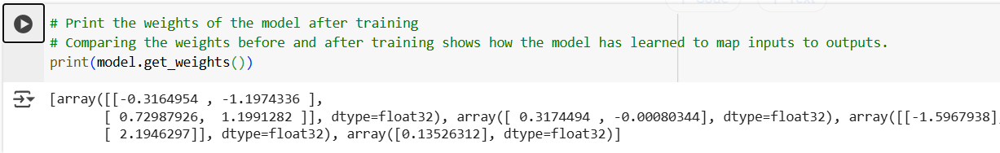 # Print the weights of the model after training
# Comparing the weights before and after training shows how the model has learned to map inputs to outputs.
print(model.get_weights())
[array([[-0.3164954 , -1.1974336 ],
       [ 0.72987926,  1.1991282 ]], dtype=float32), array([ 0.3174494 , -0.00080344], dtype=float32), array([[-1.5967938],
       [ 2.1946297]], dtype=float32), array([0.13526312], dtype=float32)]